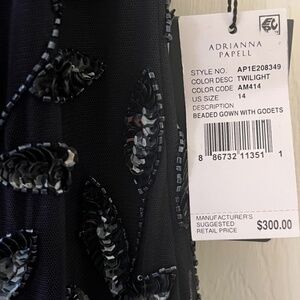 ADRIANNA
PAPELL
STYLE NO. AP1E208349
COLOR DESC TWILIGHT
COLOR CODE AM414
US SIZE 14
DESCRIPTION
BEADED GOWN WITH GODETS
8 86732 11351 1
MANUFACTURER'S
SUGGESTED
RETAIL PRICE $300.00